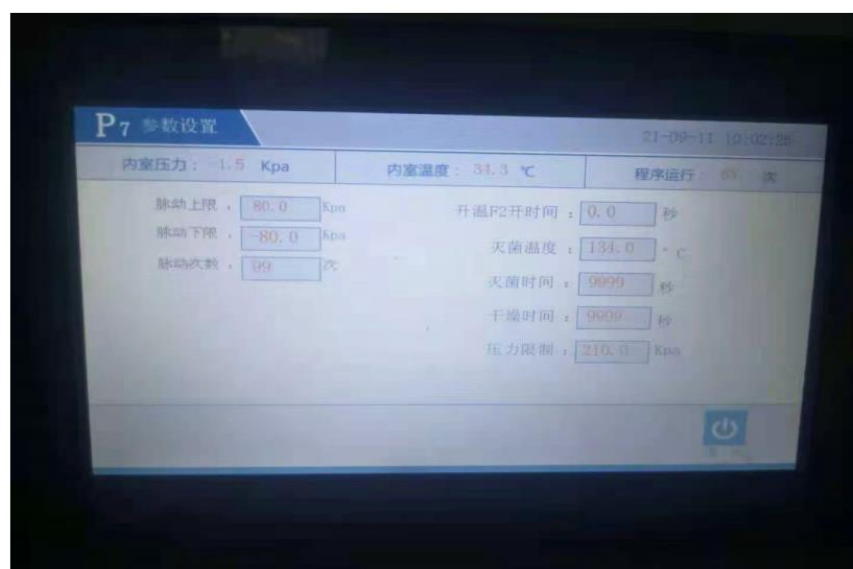 P7 参数设置
21-09-11 10:02:26
内室压力: -1.5 Kpa 内室温度: 34.3 ℃ 程序运行: 次
脉动上限: 80.0 Kpa 升温F2开时间: 0.0 秒
脉动下限: -80.0 Kpa 灭菌温度: 134.0 °C
脉动次数: 99 次 灭菌时间: 9999 秒
干燥时间: 9999 秒
压力限制: 210.0 Kpa